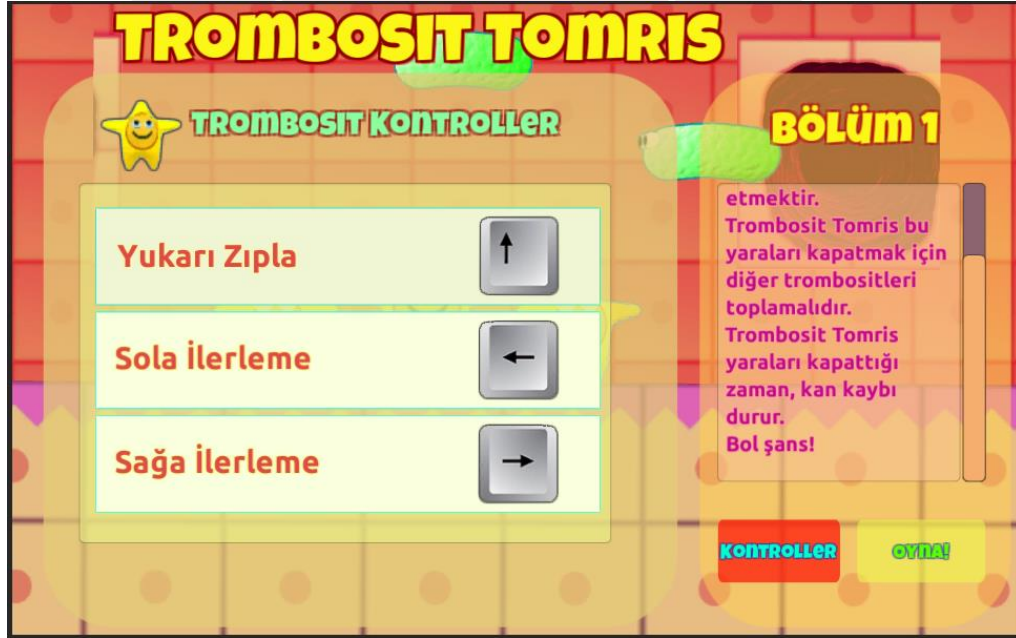 TROMBOSIT TOMRIS
TROMBOSIT KONTROLLER
Yukarı Zıpla
Sola İlerleme
Sağa İlerleme
BÖLÜM 1
etmektir.
Trombosit Tomris bu
yaraları kapatmak için
diğer trombositleri
toplamalıdır.
Trombosit Tomris
yaraları kapattığı
zaman, kan kaybı
durur.
Bol şans!
KONTROLLER
OYNA!